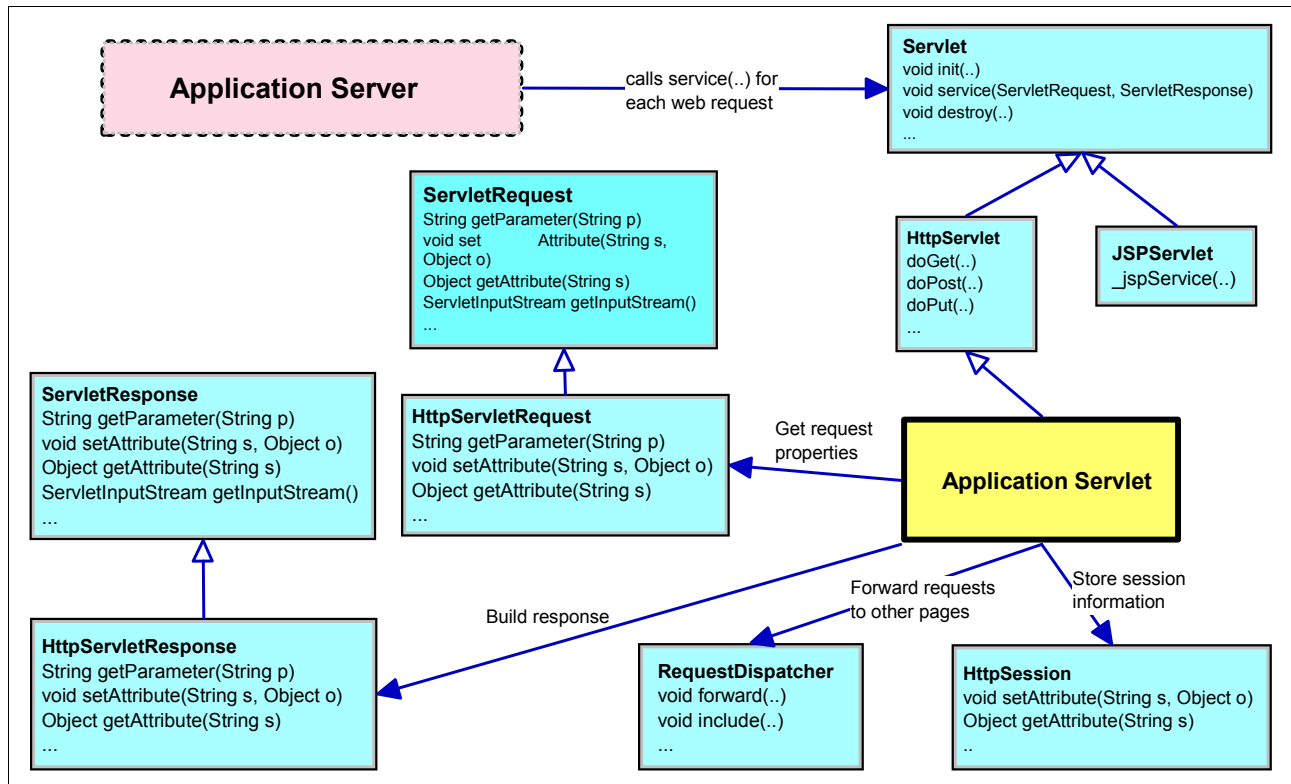 Application Server
calls service(..) for
each web request
Servlet
void init(..)
void service(ServletRequest, ServletResponse)
void destroy(..)
...
ServletRequest
String getParameter(String p)
void set Attribute(String s,
Object o)
Object getAttribute(String s)
ServletInputStream getInputStream()
...
HttpServlet
doGet(..)
doPost(..)
doPut(..)
...
JSPServlet
_jspService(..)
ServletResponse
String getParameter(String p)
void setAttribute(String s, Object o)
Object getAttribute(String s)
ServletInputStream getInputStream()
...
HttpServletRequest
String getParameter(String p)
void setAttribute(String s, Object o)
Object getAttribute(String s)
...
Get request
properties
Application Servlet
Build response
Forward requests
to other pages
Store session
information
HttpServletResponse
String getParameter(String p)
void setAttribute(String s, Object o)
Object getAttribute(String s)
...
RequestDispatcher
void forward(..)
void include(..)
...
HttpSession
void setAttribute(String s, Object o)
Object getAttribute(String s)
..